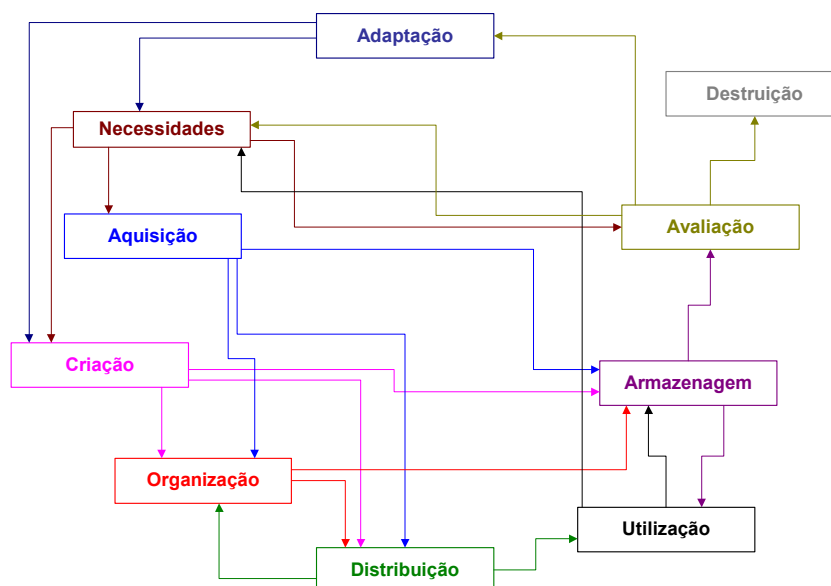 Adaptação
Destruição
Necessidades
Aquisição
Avaliação
Criação
Armazenagem
Organização
Utilização
Distribuição